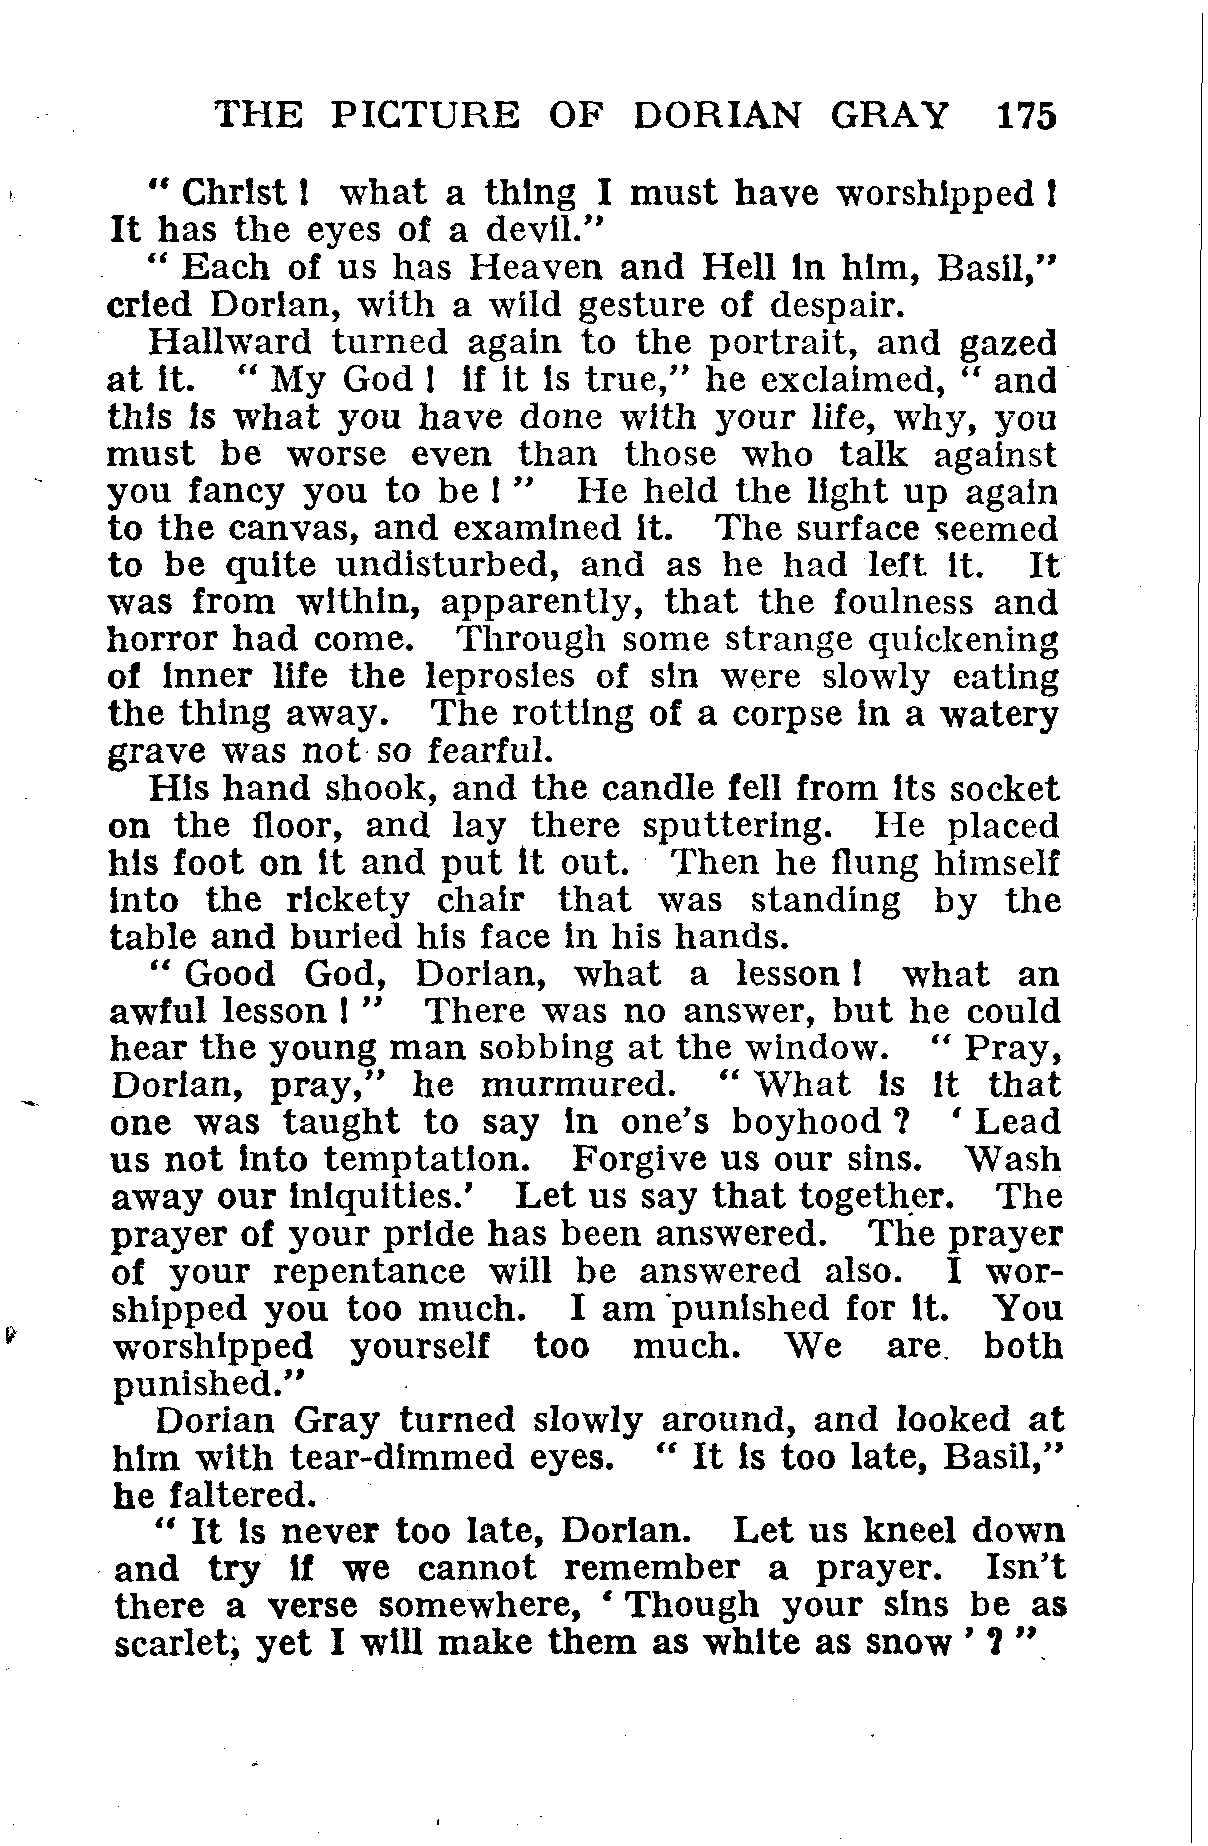 THE PICTURE OF DORIAN GRAY 175
“ Christ ! what a thing I must have worshipped !
It has the eyes of a devil.”
“ Each of us has Heaven and Hell in him, Basil,”
cried Dorian, with a wild gesture of despair.
Hallward turned again to the portrait, and gazed
at it. “ My God ! if it is true,” he exclaimed, “ and
this is what you have done with your life, why, you
must be worse even than those who talk against
you fancy you to be ! ” He held the light up again
to the canvas, and examined it. The surface seemed
to be quite undisturbed, and as he had left it. It
was from within, apparently, that the foulness and
horror had come. Through some strange quickening
of inner life the leprosies of sin were slowly eating
the thing away. The rotting of a corpse in a watery
grave was not so fearful.
His hand shook, and the candle fell from its socket
on the floor, and lay there sputtering. He placed
his foot on it and put it out. Then he flung himself
into the rickety chair that was standing by the
table and buried his face in his hands.
“ Good God, Dorian, what a lesson ! what an
awful lesson ! ” There was no answer, but he could
hear the young man sobbing at the window. “ Pray,
Dorian, pray,” he murmured. “ What is it that
one was taught to say in one’s boyhood ? ‘ Lead
us not into temptation. Forgive us our sins. Wash
away our iniquities.’ Let us say that together. The
prayer of your pride has been answered. The prayer
of your repentance will be answered also. I wor-
shipped you too much. I am punished for it. You
worshipped yourself too much. We are both
punished.”
Dorian Gray turned slowly around, and looked at
him with tear-dimmed eyes. “ It is too late, Basil,”
he faltered.
“ It is never too late, Dorian. Let us kneel down
and try if we cannot remember a prayer. Isn’t
there a verse somewhere, ‘ Though your sins be as
scarlet, yet I will make them as white as snow ’ ? ”